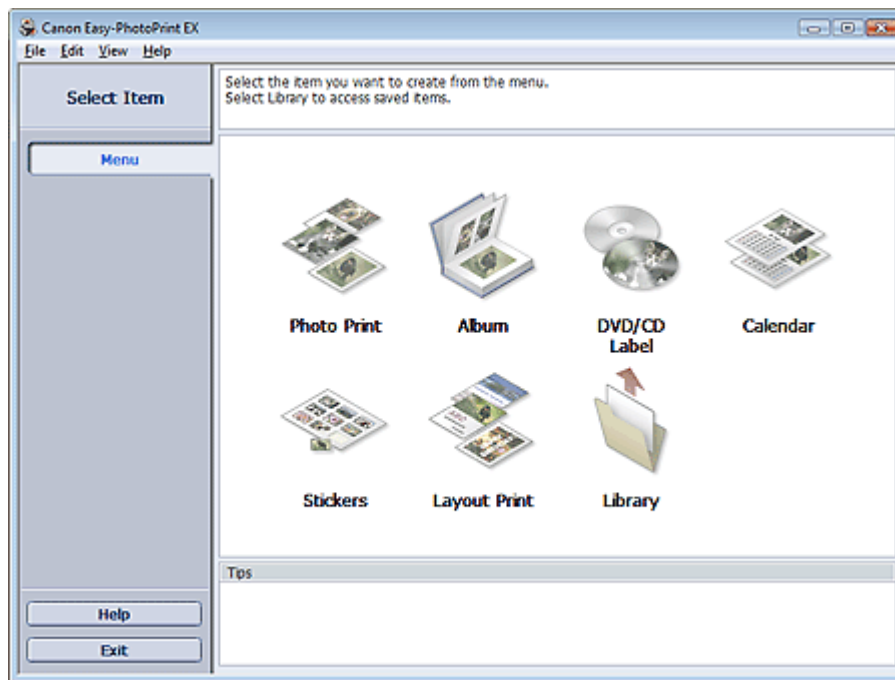 Canon Easy-PhotoPrint EX
File Edit View Help
Select Item
Select the item you want to create from the menu.
Select Library to access saved items.
Menu
Photo Print
Album
DVD/CD
Label
Calendar
Stickers
Layout Print
Library
Tips
Help
Exit